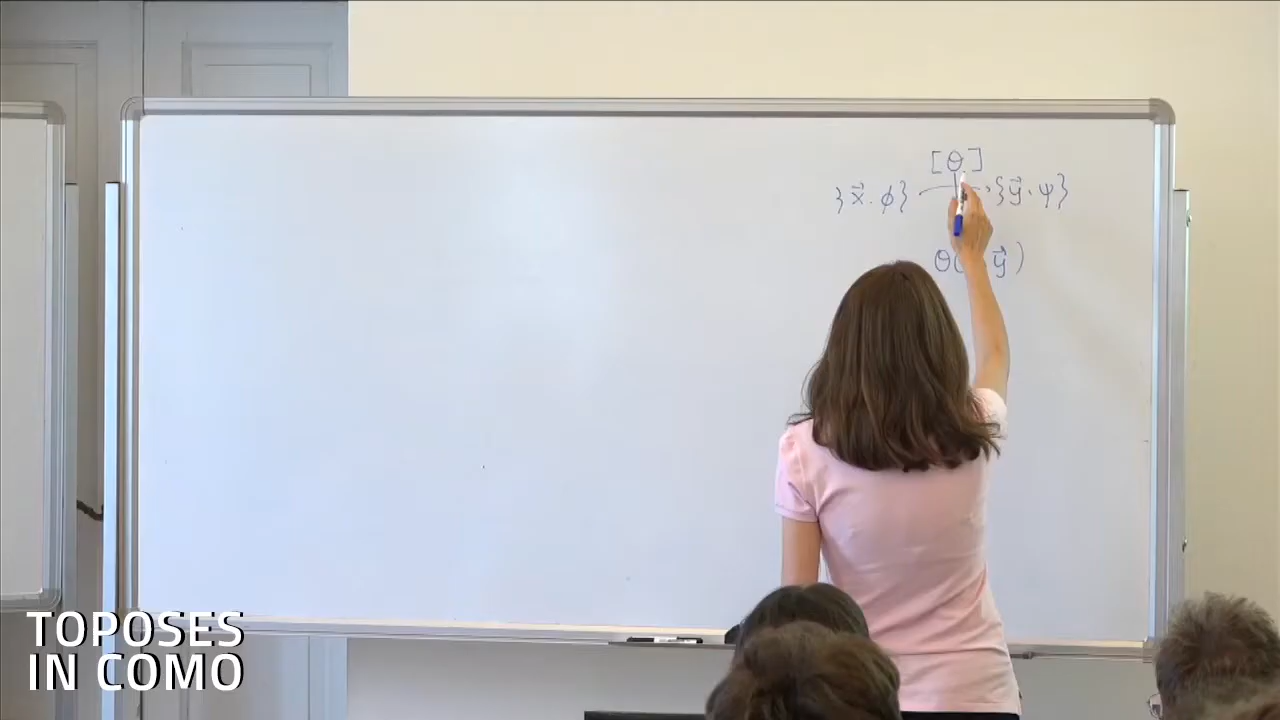 [θ]
{x⃗. ϕ} → {y⃗. ψ}
θ( y⃗)
TOPOSES
IN COMO